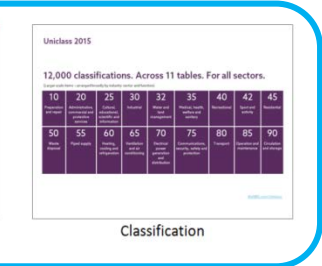 Uniclass 2015
12,000 classifications. Across 11 tables. For all sectors.
10 20 25 30 32 35 40 42 45
Preparation and repair
Administrative, commercial and protective services
Cultural, educational, scientific and information
Industrial
Water and land management
Medical, health, welfare and sanitary
Recreational
Sport and activity
Residential
50 55 60 65 70 75 80 85 90
Waste disposal
Piped supply
Heating, cooling and refrigeration
Ventilation and air conditioning
Electrical power generation and distribution
Communications, security, safety and protection
Transport
Operation and maintenance
Circulation and storage
Classification